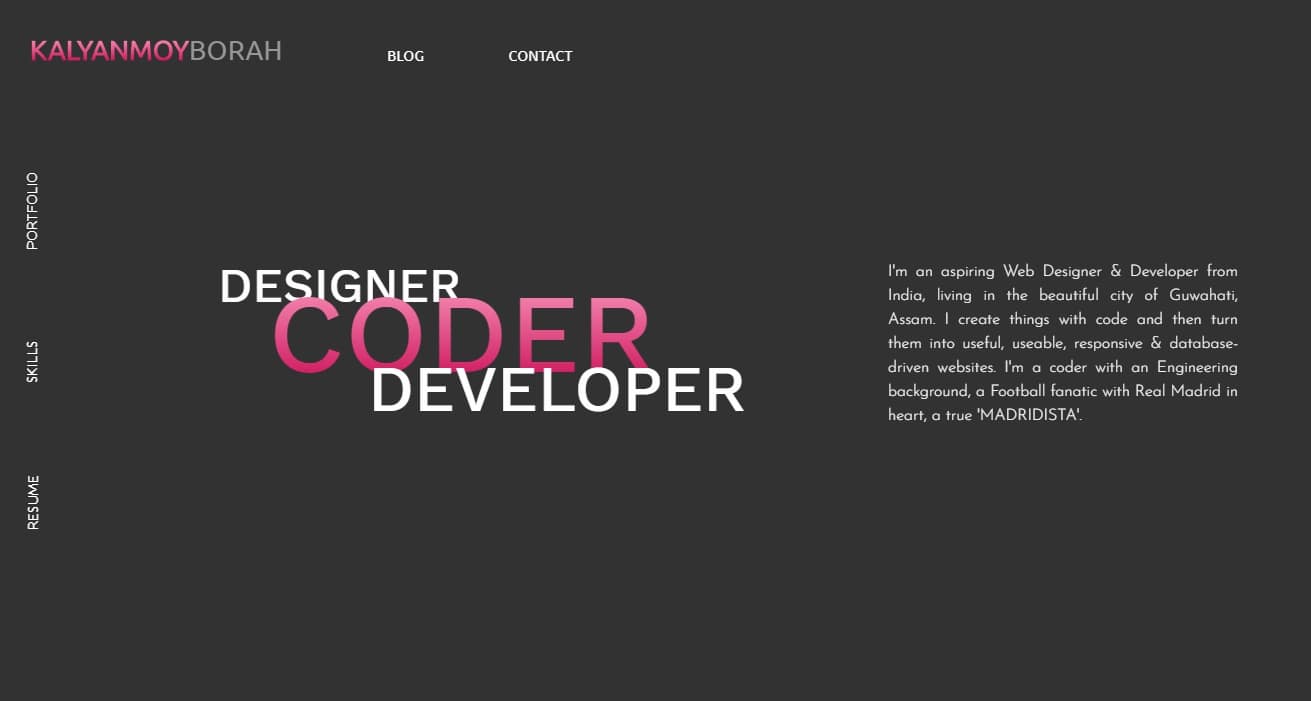 KALYANMOYBORAH
BLOG
CONTACT
PORTFOLIO
SKILLS
RESUME
DESIGNER
CODER
DEVELOPER
I'm an aspiring Web Designer & Developer from
India, living in the beautiful city of Guwahati,
Assam. I create things with code and then turn
them into useful, useable, responsive & database-
driven websites. I'm a coder with an Engineering
background, a Football fanatic with Real Madrid in
heart, a true 'MADRIDISTA'.